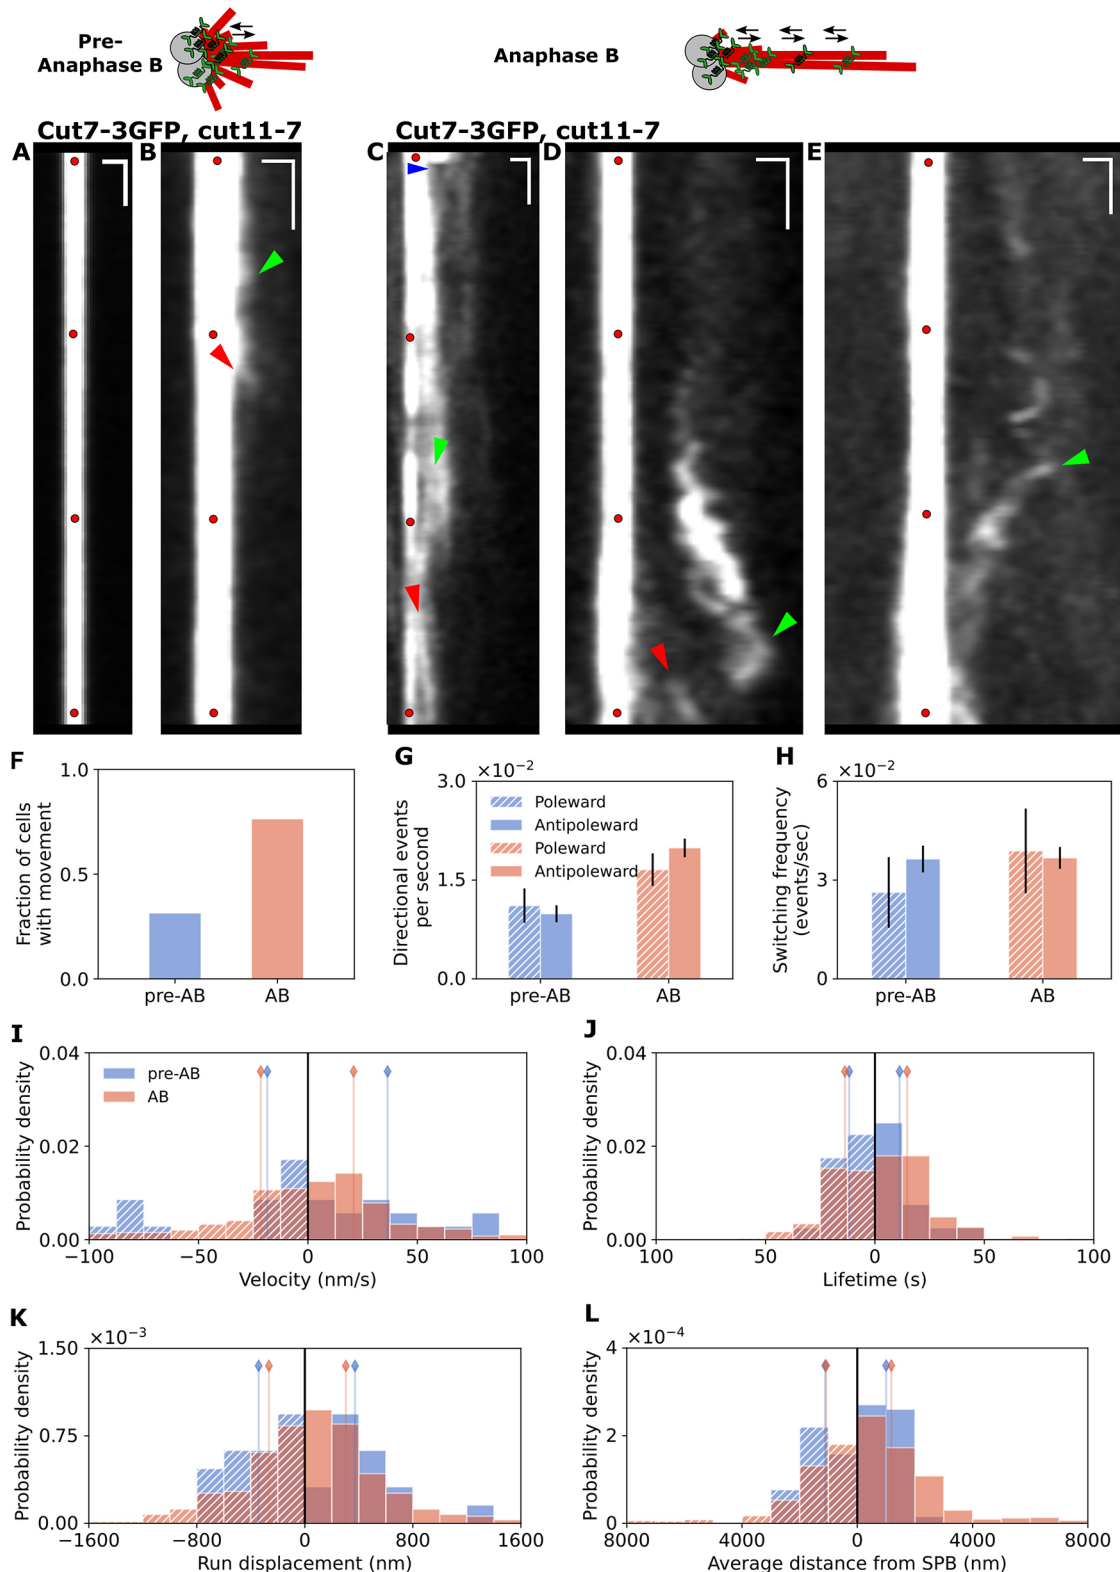 Pre-
Anaphase B
Anaphase B
Cut7-3GFP, cut11-7
Cut7-3GFP, cut11-7
A
B
C
D
E
F
1.0
0.5
0.0
Fraction of cells
with movement
pre-AB
AB
G
×10−2
3.0
1.5
0.0
Directional events
per second
Poleward
Antipoleward
Poleward
Antipoleward
pre-AB
AB
H
×10−2
6
3
0
Switching frequency
(events/sec)
pre-AB
AB
I
0.04
0.02
0.00
Probability density
pre-AB
AB
−100
−50
0
50
100
Velocity (nm/s)
J
0.04
0.02
0.00
Probability density
100
50
0
50
100
Lifetime (s)
K
×10−3
1.50
0.75
0.00
Probability density
−1600
−800
0
800
1600
Run displacement (nm)
L
×10−4
4
2
0
Probability density
8000
4000
0
4000
8000
Average distance from SPB (nm)